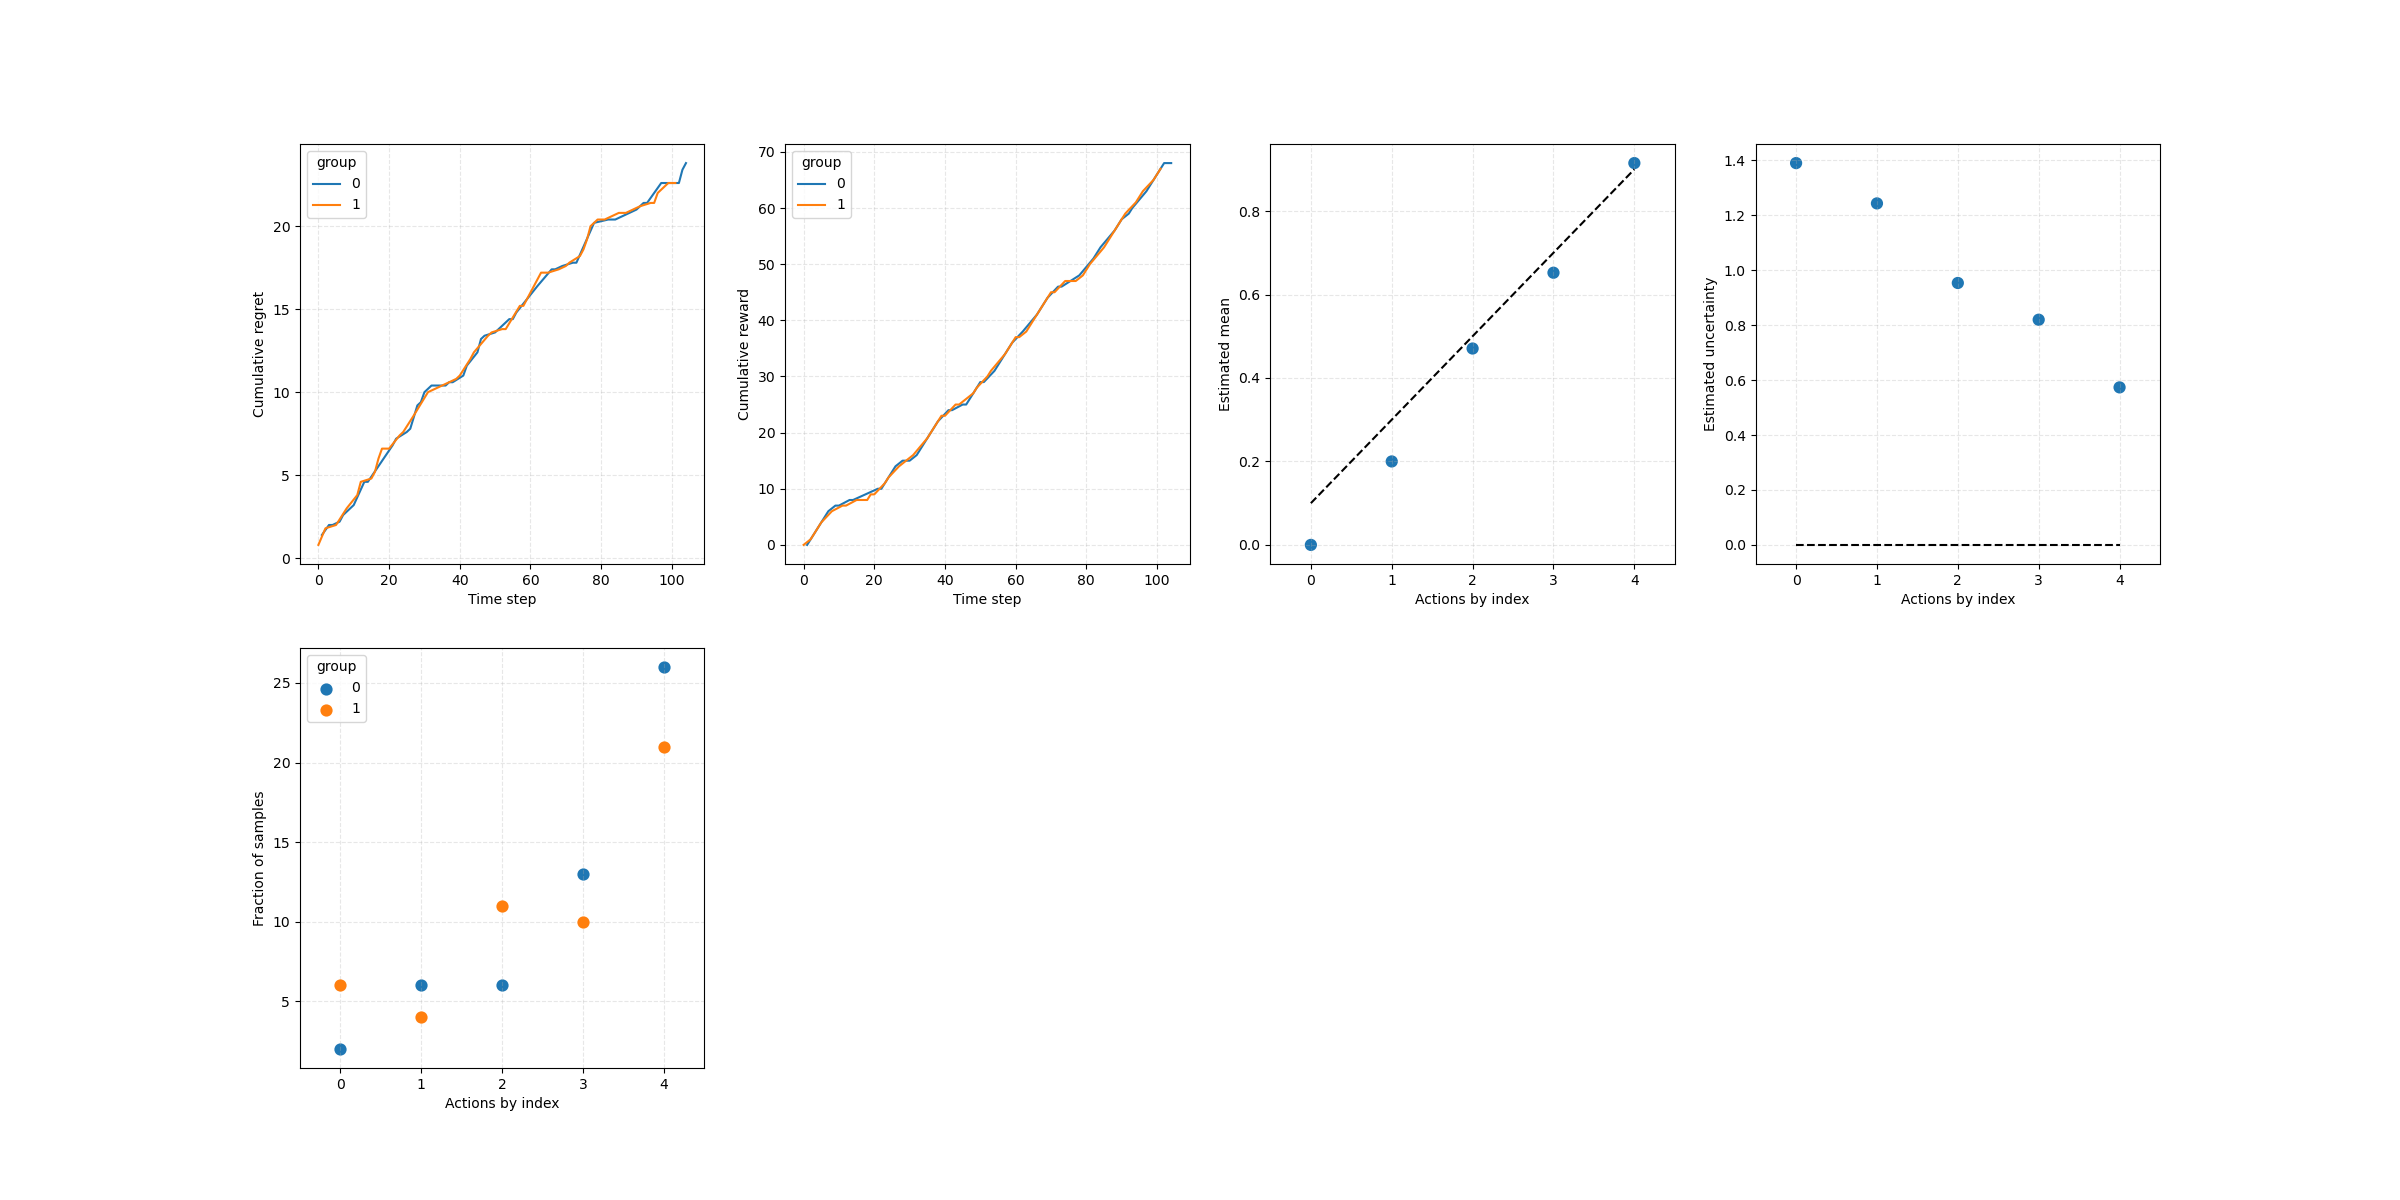 group
0
1
20
15
10
5
0
Cumulative regret
0 20 40 60 80 100
Time step
group
0
1
70
60
50
40
30
20
10
0
Cumulative reward
0 20 40 60 80 100
Time step
0.8
0.6
0.4
0.2
0.0
Estimated mean
0 1 2 3 4
Actions by index
1.4
1.2
1.0
0.8
0.6
0.4
0.2
0.0
Estimated uncertainty
0 1 2 3 4
Actions by index
group
0
1
25
20
15
10
5
Fraction of samples
0 1 2 3 4
Actions by index